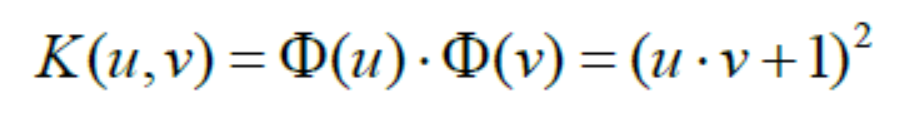 K(u,v) = Φ(u)·Φ(v) = (u·v+1)²